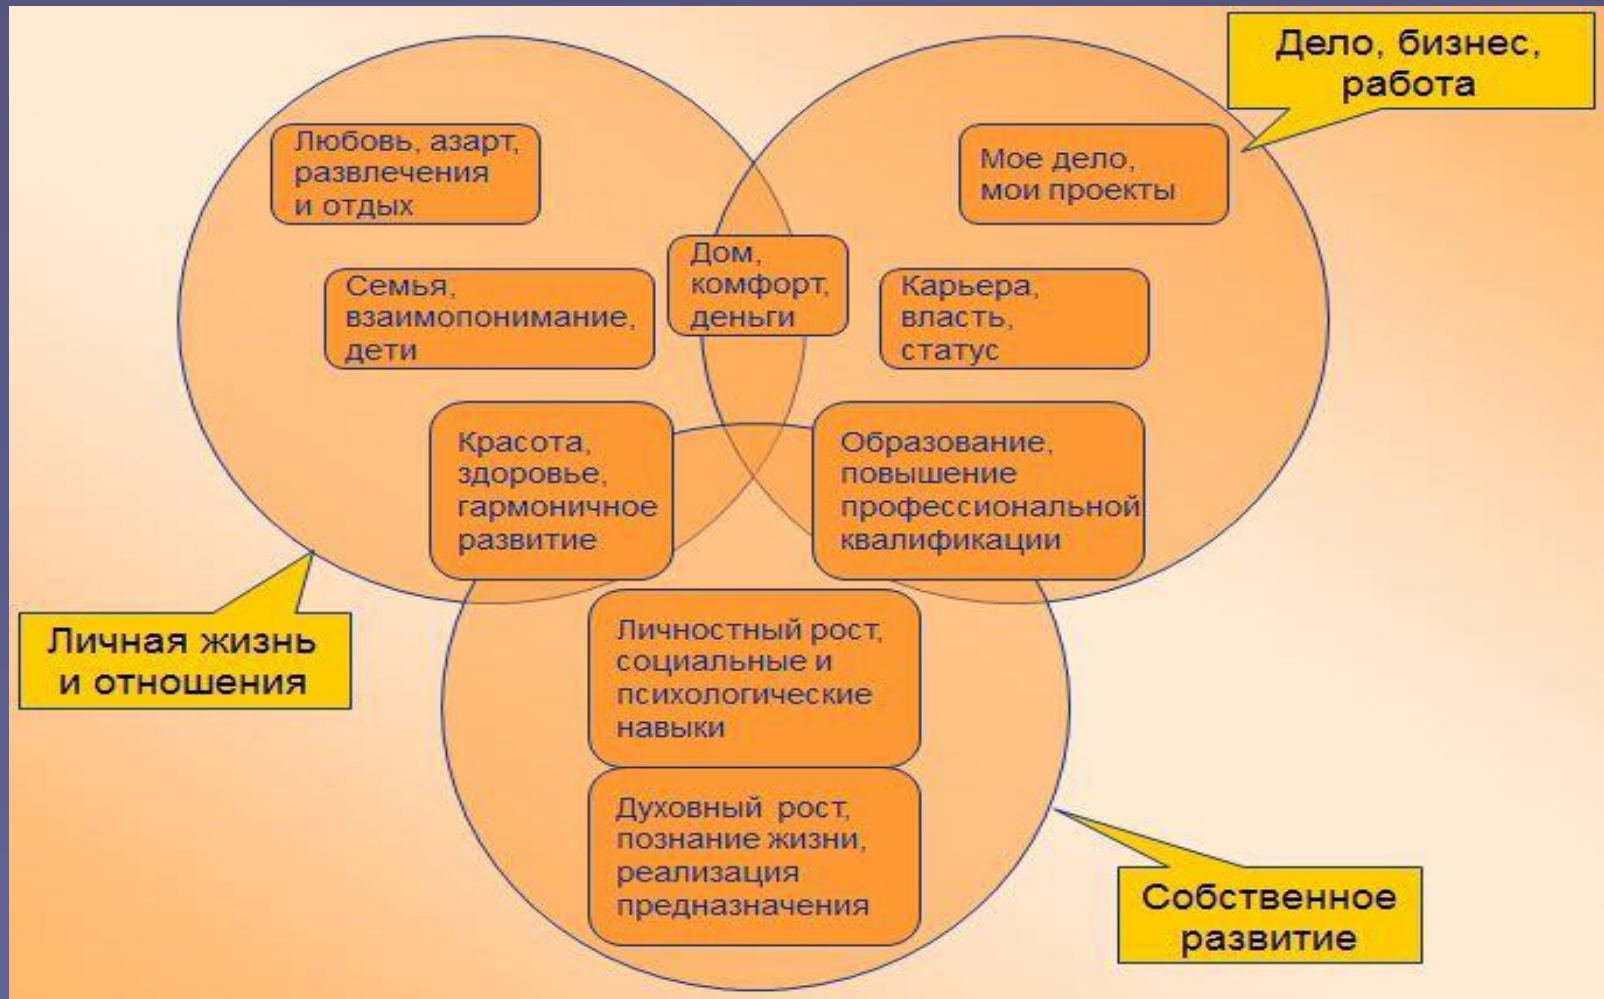 Дело, бизнес,
работа
Любовь, азарт,
развлечения
и отдых
Мое дело,
мои проекты
Дом,
комфорт,
деньги
Семья,
взаимопонимание,
дети
Карьера,
власть,
статус
Красота,
здоровье,
гармоничное
развитие
Образование,
повышение
профессиональной
квалификации
Личная жизнь
и отношения
Личностный рост,
социальные и
психологические
навыки
Духовный рост,
познание жизни,
реализация
предназначения
Собственное
развитие